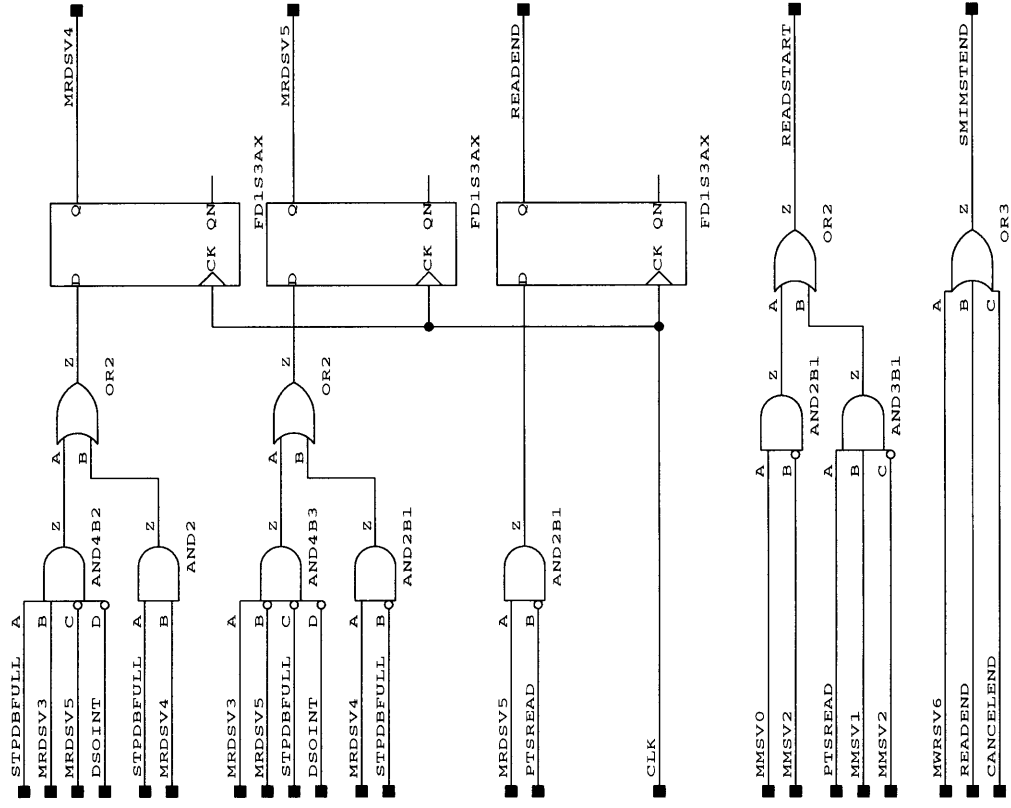 MRDSV4
MRDSV5
READEND
READSTART
SMIMSTEND
Q
QN
FD1S3AX
Q
QN
FD1S3AX
Q
QN
FD1S3AX
D
CK
D
CK
D
CK
Z
OR2
Z
OR3
Z
OR2
A
B
Z
OR2
A
B
A
B
A
B
C
Z
AND2B1
Z
AND3B1
A
B
A
B
C
Z
AND4B2
Z
AND2
Z
AND4B3
Z
AND2B1
Z
AND2B1
A
B
C
D
A
B
A
B
C
D
A
B
A
B
STPDBFULL
MRDSV3
MRDSV5
DSOINT
STPDBFULL
MRDSV4
MRDSV3
MRDSV5
STPDBFULL
DSOINT
MRDSV4
STPDBFULL
MRDSV5
PTSREAD
CLK
MMSV0
MMSV2
PTSREAD
MMSV1
MMSV2
MWRSV6
READEND
CANCELEND